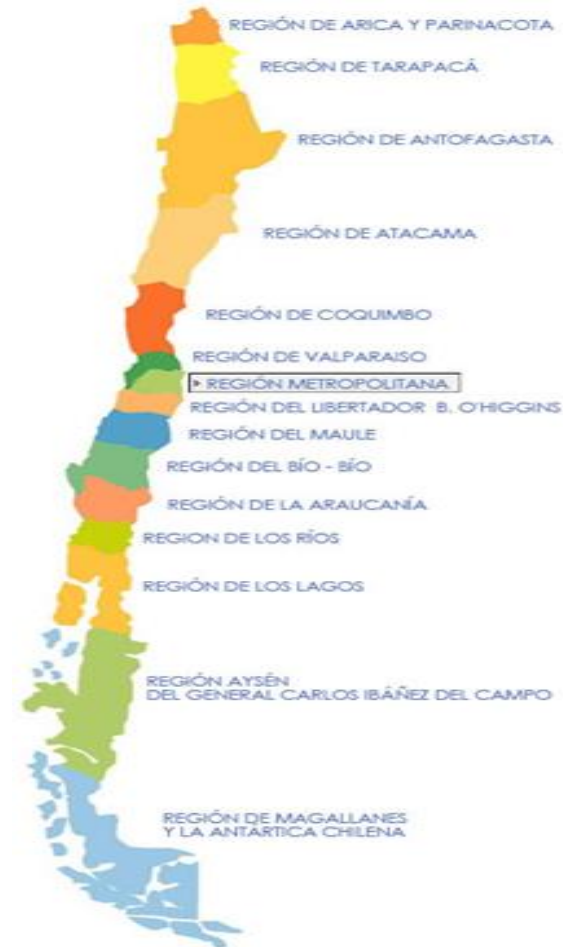 REGIÓN DE ARICA Y PARINACOTA
REGIÓN DE TARAPACÁ
REGIÓN DE ANTOFAGASTA
REGIÓN DE ATACAMA
REGIÓN DE COQUIMBO
REGIÓN DE VALPARAISO
REGIÓN METROPOLITANA
REGIÓN DEL LIBERTADOR B. O'HIGGINS
REGIÓN DEL MAULE
REGIÓN DEL BÍO - BÍO
REGIÓN DE LA ARAUCANÍA
REGION DE LOS RÍOS
REGIÓN DE LOS LAGOS
REGIÓN AYSÉN
DEL GENERAL CARLOS IBÁÑEZ DEL CAMPO
REGIÓN DE MAGALLANES
Y LA ANTÁRTICA CHILENA